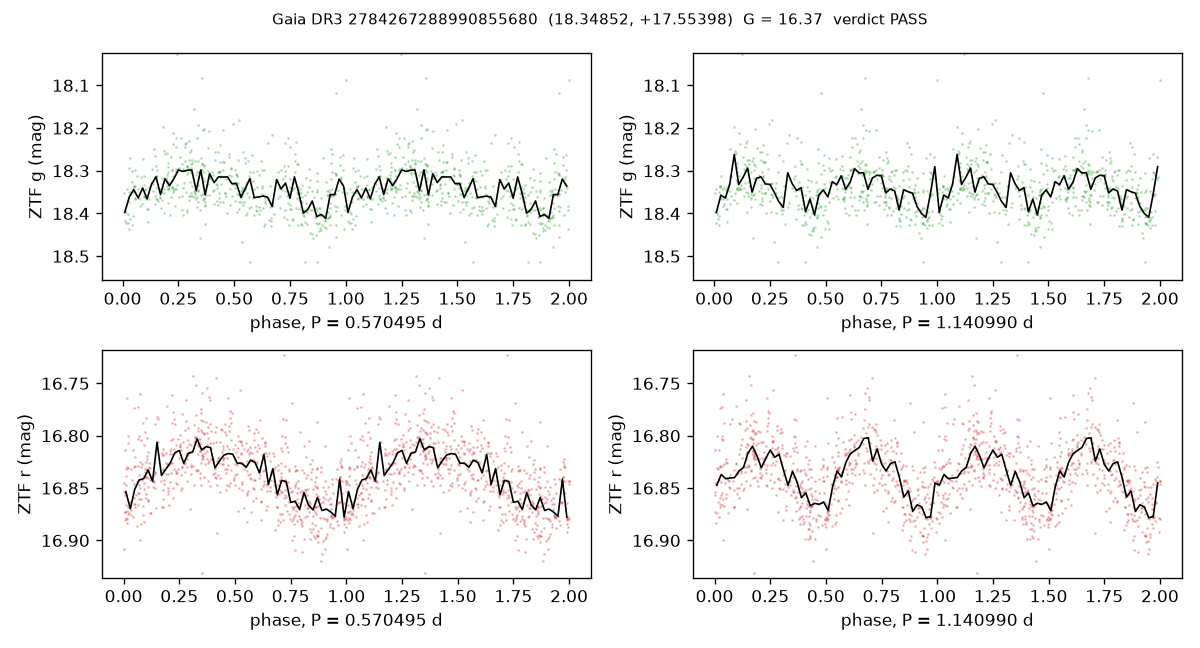 Gaia DR3 2784267288990855680 (18.34852, +17.55398) G = 16.37 verdict PASS
ZTF g (mag)
18.1
18.2
18.3
18.4
18.5
0.00 0.25 0.50 0.75 1.00 1.25 1.50 1.75 2.00
phase, P = 0.570495 d
ZTF g (mag)
18.1
18.2
18.3
18.4
18.5
0.00 0.25 0.50 0.75 1.00 1.25 1.50 1.75 2.00
phase, P = 1.140990 d
ZTF r (mag)
16.75
16.80
16.85
16.90
0.00 0.25 0.50 0.75 1.00 1.25 1.50 1.75 2.00
phase, P = 0.570495 d
ZTF r (mag)
16.75
16.80
16.85
16.90
0.00 0.25 0.50 0.75 1.00 1.25 1.50 1.75 2.00
phase, P = 1.140990 d